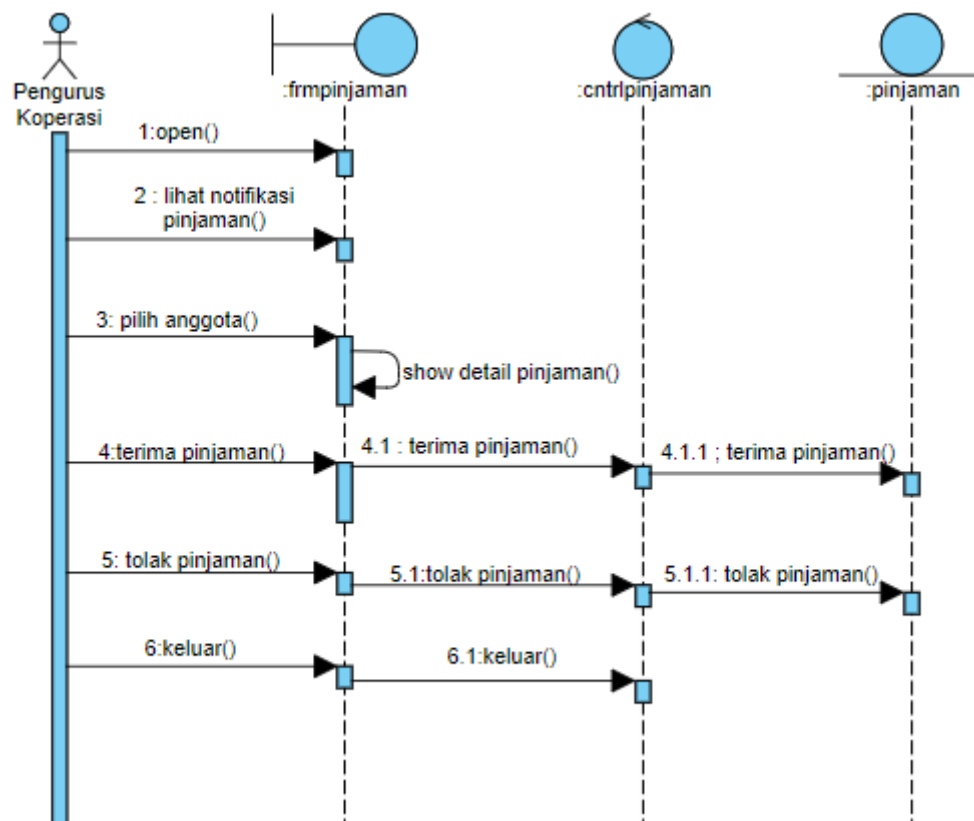 Pengurus
Koperasi
:frmpinjaman
:cntrlpinjaman
:pinjaman
1:open()
2 : lihat notifikasi
pinjaman()
3: pilih anggota()
show detail pinjaman()
4:terima pinjaman()
4.1 : terima pinjaman()
4.1.1 ; terima pinjaman()
5: tolak pinjaman()
5.1:tolak pinjaman()
5.1.1: tolak pinjaman()
6:keluar()
6.1:keluar()